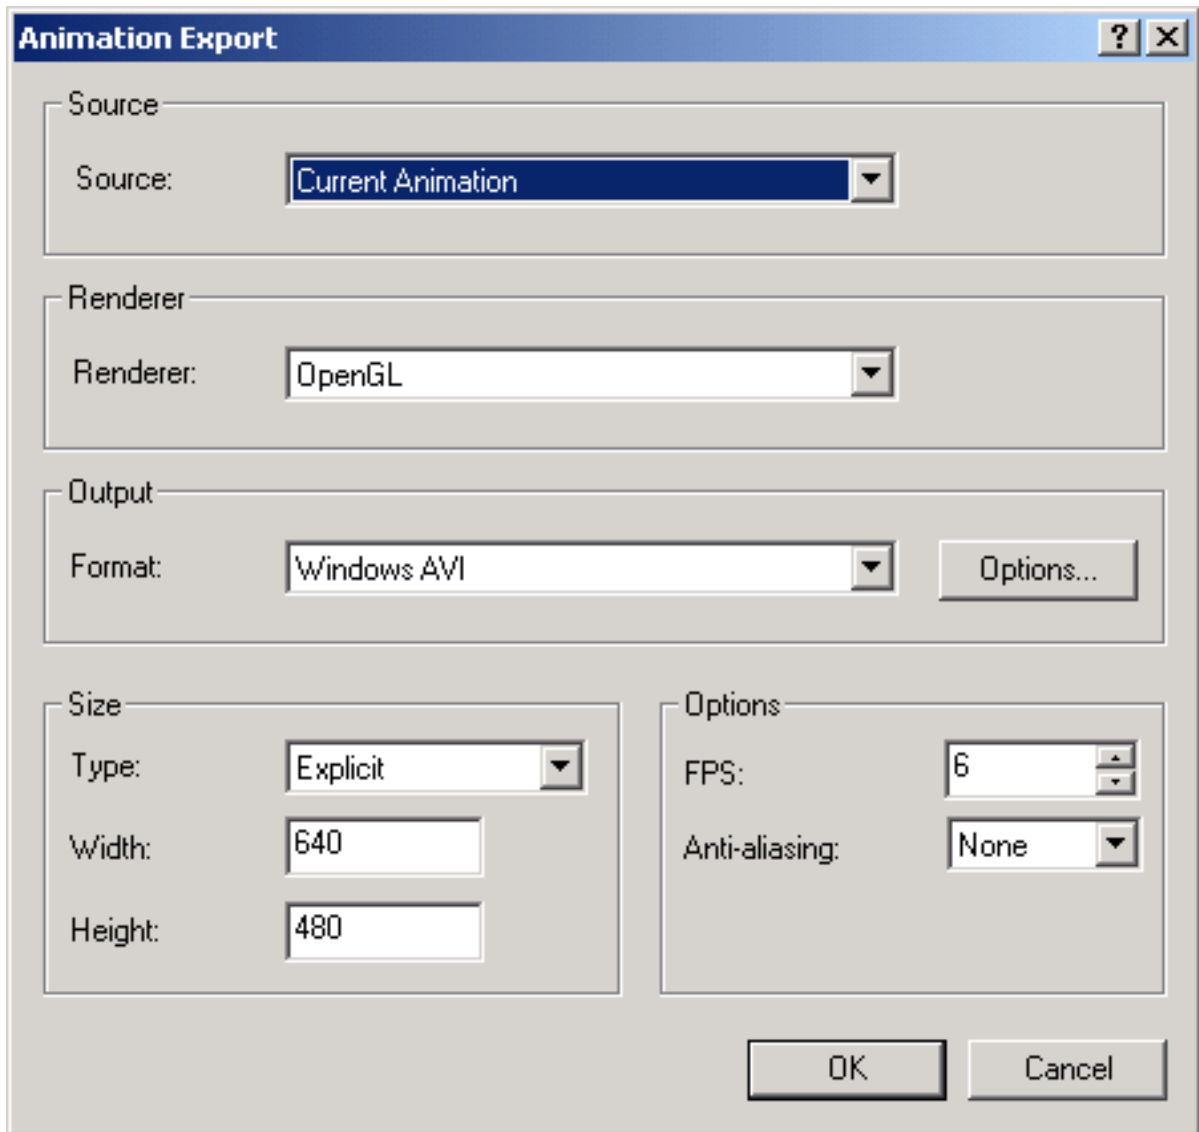 Animation Export
Source
Source: Current Animation
Renderer
Renderer: OpenGL
Output
Format: Windows AVI Options...
Size
Type: Explicit
Width: 640
Height: 480
Options
FPS: 6
Anti-aliasing: None
OK Cancel